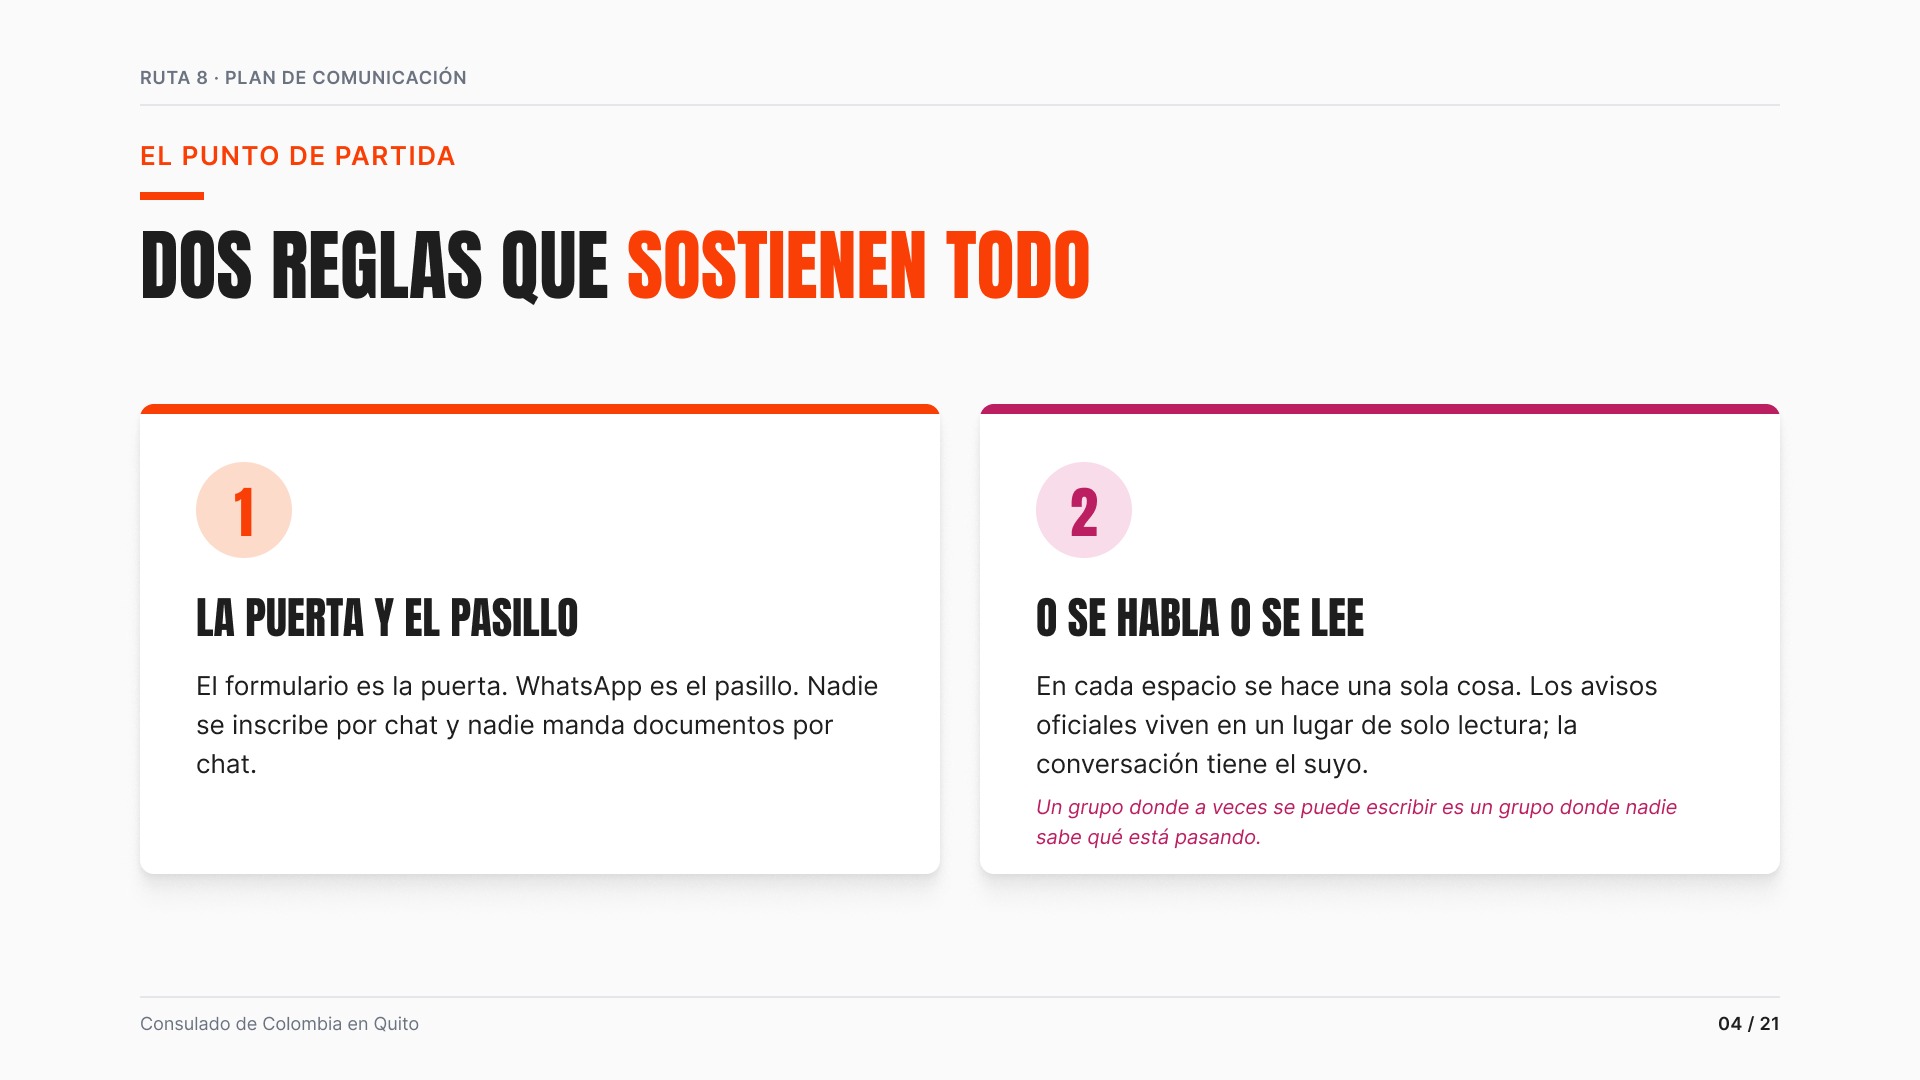 RUTA 8 · PLAN DE COMUNICACIÓN
EL PUNTO DE PARTIDA
DOS REGLAS QUE SOSTIENEN TODO
1
LA PUERTA Y EL PASILLO
El formulario es la puerta. WhatsApp es el pasillo. Nadie
se inscribe por chat y nadie manda documentos por
chat.
2
O SE HABLA O SE LEE
En cada espacio se hace una sola cosa. Los avisos
oficiales viven en un lugar de solo lectura; la
conversación tiene el suyo.
Un grupo donde a veces se puede escribir es un grupo donde nadie
sabe qué está pasando.
Consulado de Colombia en Quito
04 / 21